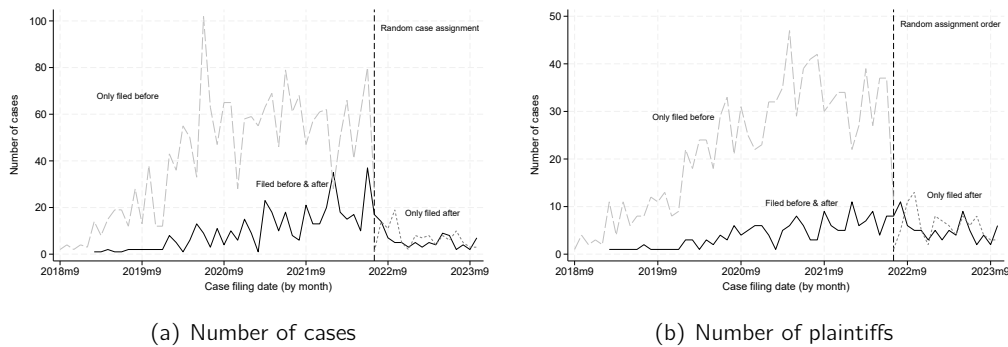 Random case assignment
Only filed before
Filed before & after
Only filed after
Number of cases
100
80
60
40
20
0
2018m9 2019m9 2020m9 2021m9 2022m9 2023m9
Case filing date (by month)
(a) Number of cases
Random assignment order
Only filed before
Filed before & after
Only filed after
Number of cases
50
40
30
20
10
0
2018m9 2019m9 2020m9 2021m9 2022m9 2023m9
Case filing date (by month)
(b) Number of plaintiffs